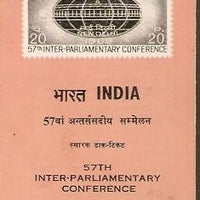 NEW DELHI
20 20
57TH INTER-PARLIAMENTARY CONFERENCE
भारत INDIA
57वां अन्तर्संसदीय सम्मेलन
स्मारक डाक-टिकट
57TH
INTER-PARLIAMENTARY
CONFERENCE